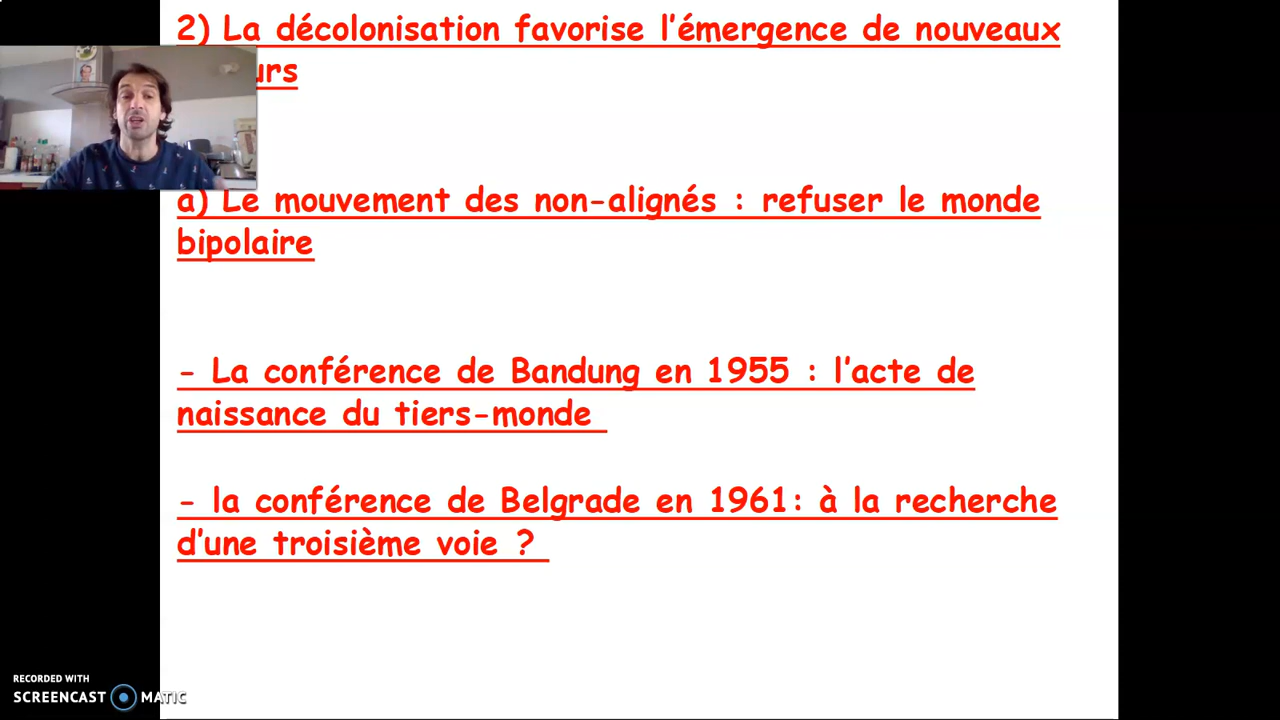 2) La décolonisation favorise l’émergence de nouveaux
urs
a) Le mouvement des non-alignés : refuser le monde
bipolaire
- La conférence de Bandung en 1955 : l’acte de
naissance du tiers-monde
- la conférence de Belgrade en 1961: à la recherche
d’une troisième voie ?
RECORDED WITH
SCREENCAST MATIC